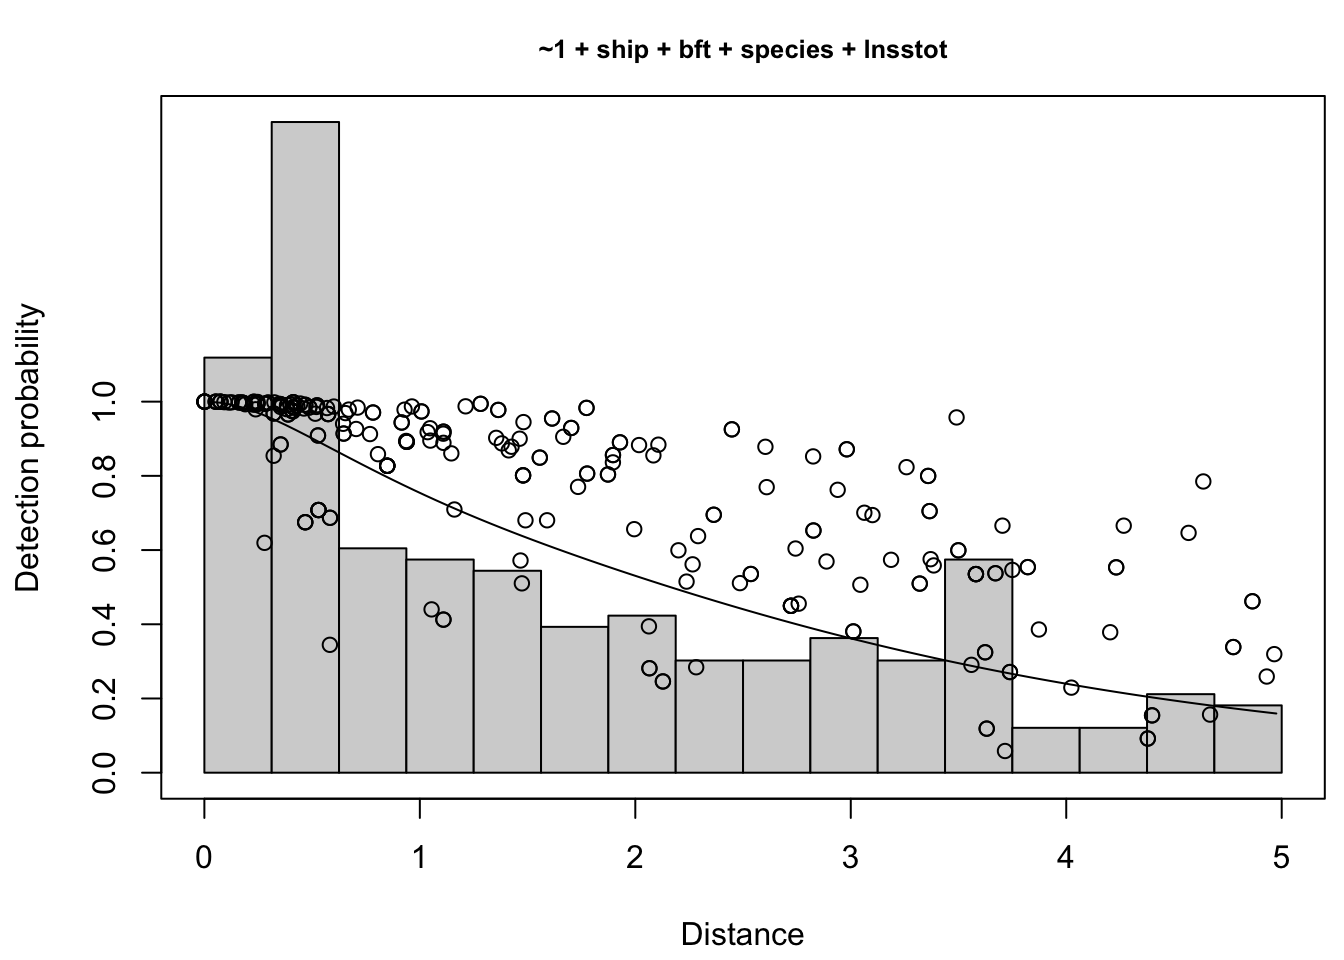 ~1 + ship + bft + species + lnsstot
Detection probability
1.0
0.8
0.6
0.4
0.2
0.0
0 1 2 3 4 5
Distance